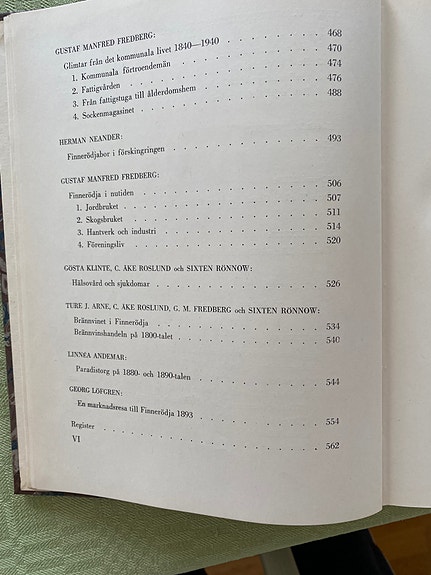 GUSTAF MANFRED FREDBERG:
Glimtar från det kommunala livet 1840—1940 . . . . . . . 468
1. Kommunala förtroendemän . . . . . . . . . 470
2. Fattigvården . . . . . . . . . . . . 474
3. Från fattigstuga till ålderdomshem . . . . . . . 476
4. Sockenmagasinet . . . . . . . . . . . 488
HERMAN NEANDER:
Finnerödjabor i förskingringen . . . . . . . . . . 493
GUSTAF MANFRED FREDBERG:
Finnerödja i nutiden . . . . . . . . . . . . 506
1. Jordbruket . . . . . . . . . . . . . 507
2. Skogsbruket . . . . . . . . . . . . 511
3. Hantverk och industri . . . . . . . . . . 514
4. Föreningsliv . . . . . . . . . . . . 520
GÖSTA KLINTE, C. ÅKE ROSLUND och SIXTEN RÖNNOW:
Hälsovård och sjukdomar . . . . . . . . . . . 526
TURE J. ARNE, C. ÅKE ROSLUND, G. M. FREDBERG och SIXTEN RÖNNOW:
Brännvinet i Finnerödja . . . . . . . . . . . 534
Brännvinshandeln på 1800-talet . . . . . . . . . . 540
LINNÉA ANDEMAR:
Paradistorg på 1880- och 1890-talen . . . . . . . . . 544
GEORG LÖFGREN:
En marknadsresa till Finnerödja 1893 . . . . . . . . . 554
Register . . . . . . . . . . . . . . . 562
VI